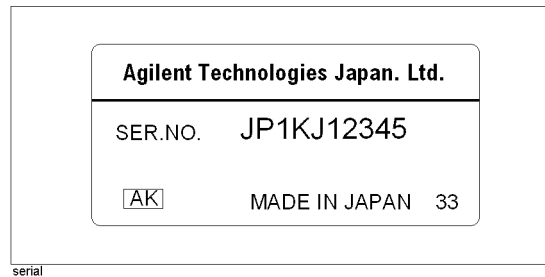 Agilent Technologies Japan. Ltd.
SER.NO. JP1KJ12345
AK MADE IN JAPAN 33
serial